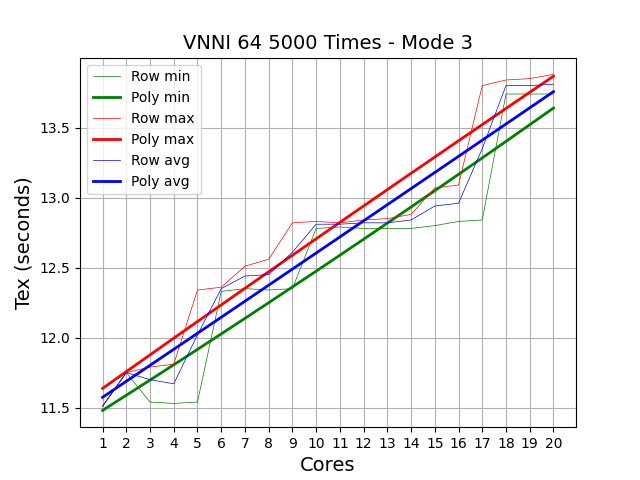 VNNI 64 5000 Times - Mode 3
Row min
Poly min
Row max
Poly max
Row avg
Poly avg
Tex (seconds)
13.5
13.0
12.5
12.0
11.5
1 2 3 4 5 6 7 8 9 10 11 12 13 14 15 16 17 18 19 20
Cores